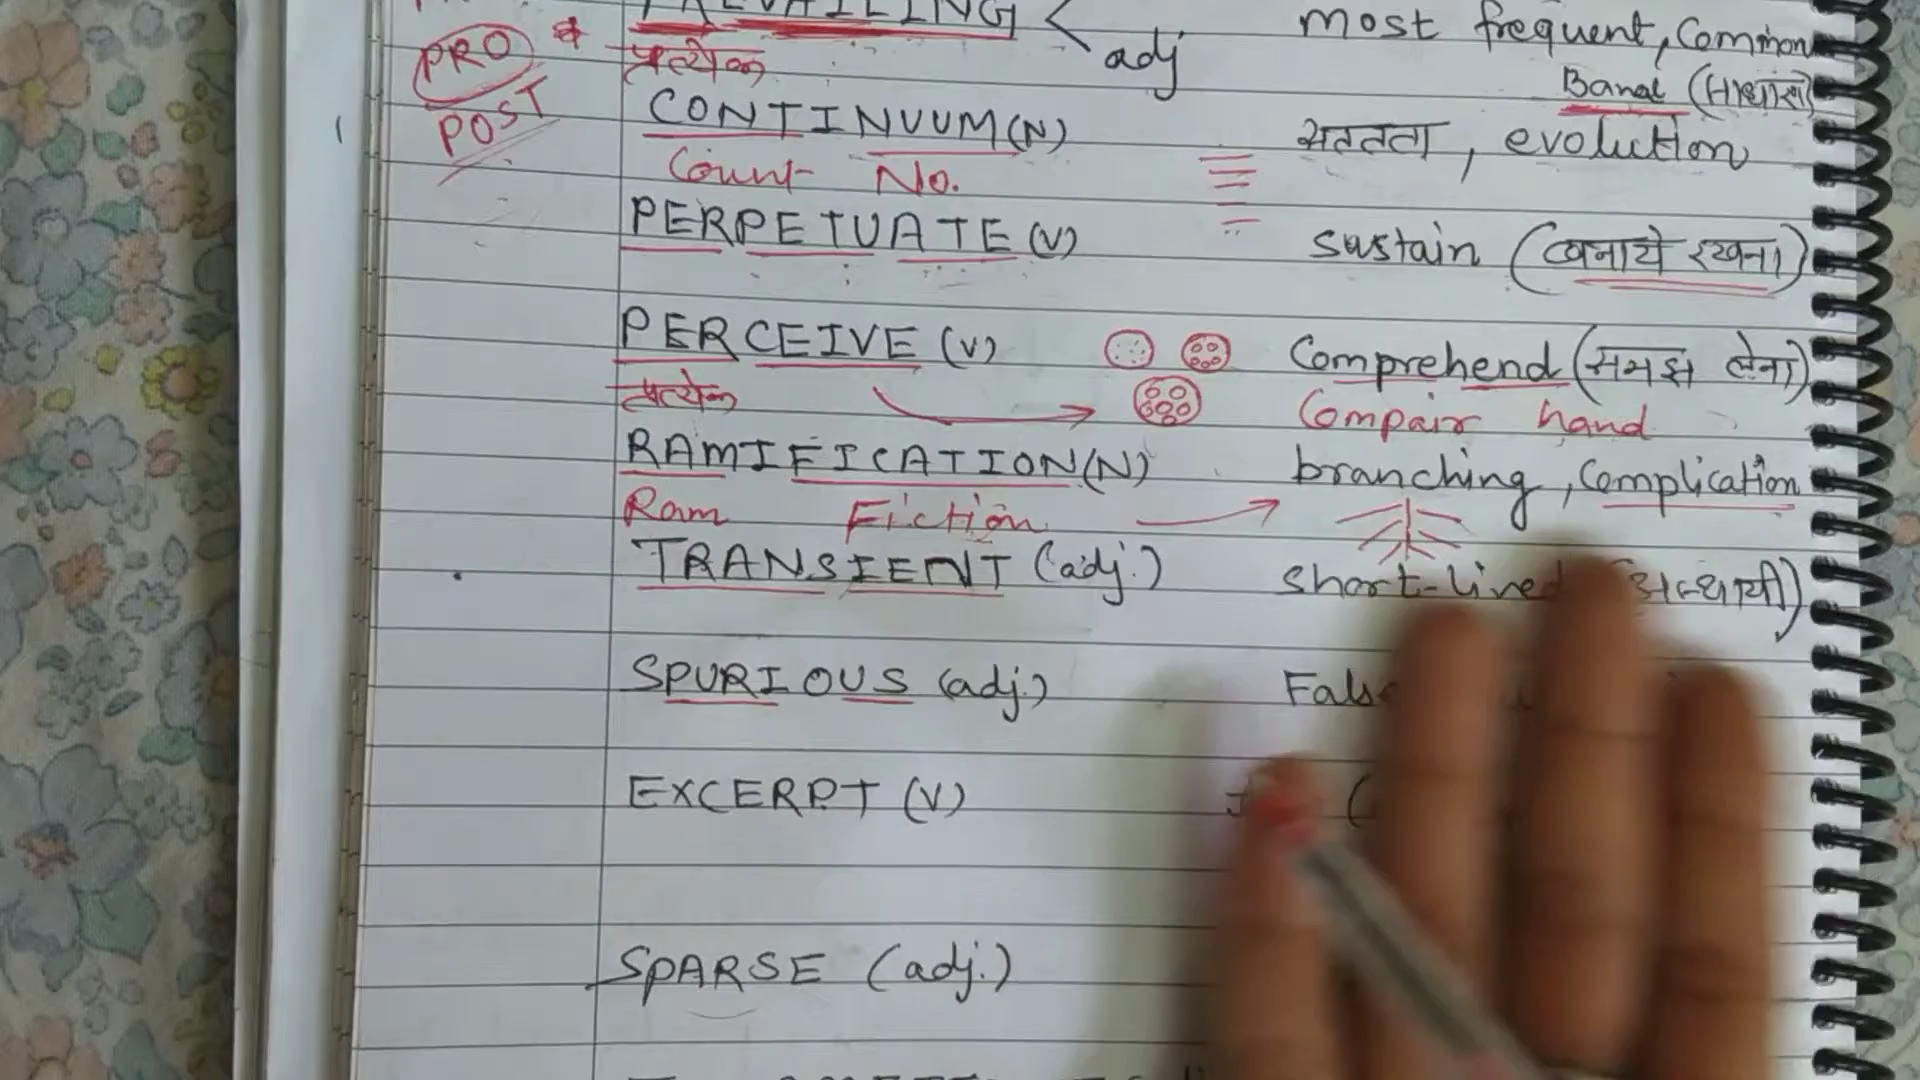 PREVAILING adj most frequent, Common
PRO प्रत्येक Banal
POST CONTINUUM(N) सततता, evolution
Count No.
PERPETUATE (V) sustain (बनाये रखना)
PERCEIVE (V) Comprehend (समझ लेना)
प्रत्येक Compair hand
RAMIFICATION(N) branching, Complication
Ram Fiction
TRANSIENT (adj.) short-lived
SPURIOUS (adj.)
EXCERPT (V)
SPARSE (adj.)